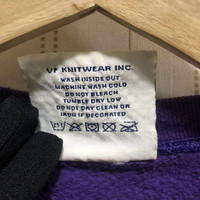 VF KNITWEAR INC.
WASH INSIDE OUT
MACHINE WASH COLD
DO NOT BLEACH
TUMBLE DRY LOW
DO NOT DRY CLEAN OR
IRON IF DECORATED